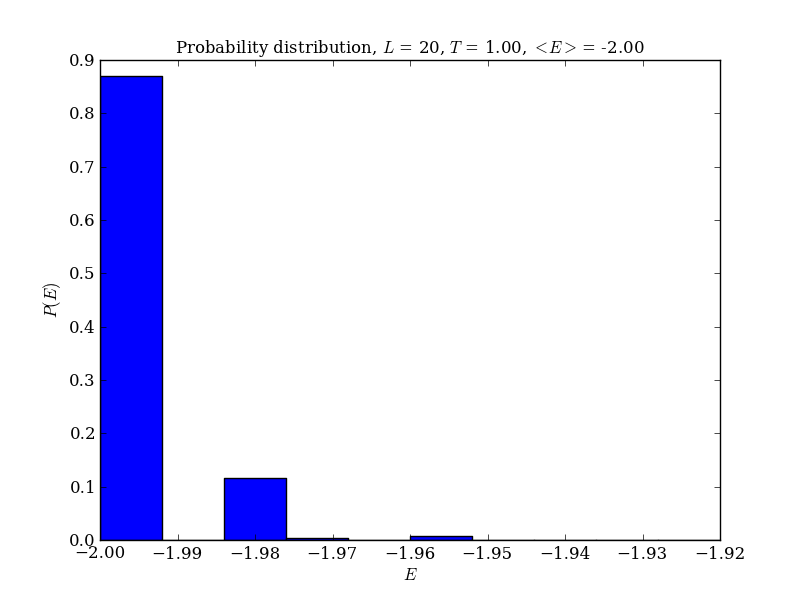 Probability distribution, L = 20, T = 1.00, <E> = -2.00
0.9
0.8
0.7
0.6
0.5
0.4
0.3
0.2
0.1
0.0
P(E)
−2.00 −1.99 −1.98 −1.97 −1.96 −1.95 −1.94 −1.93 −1.92
E